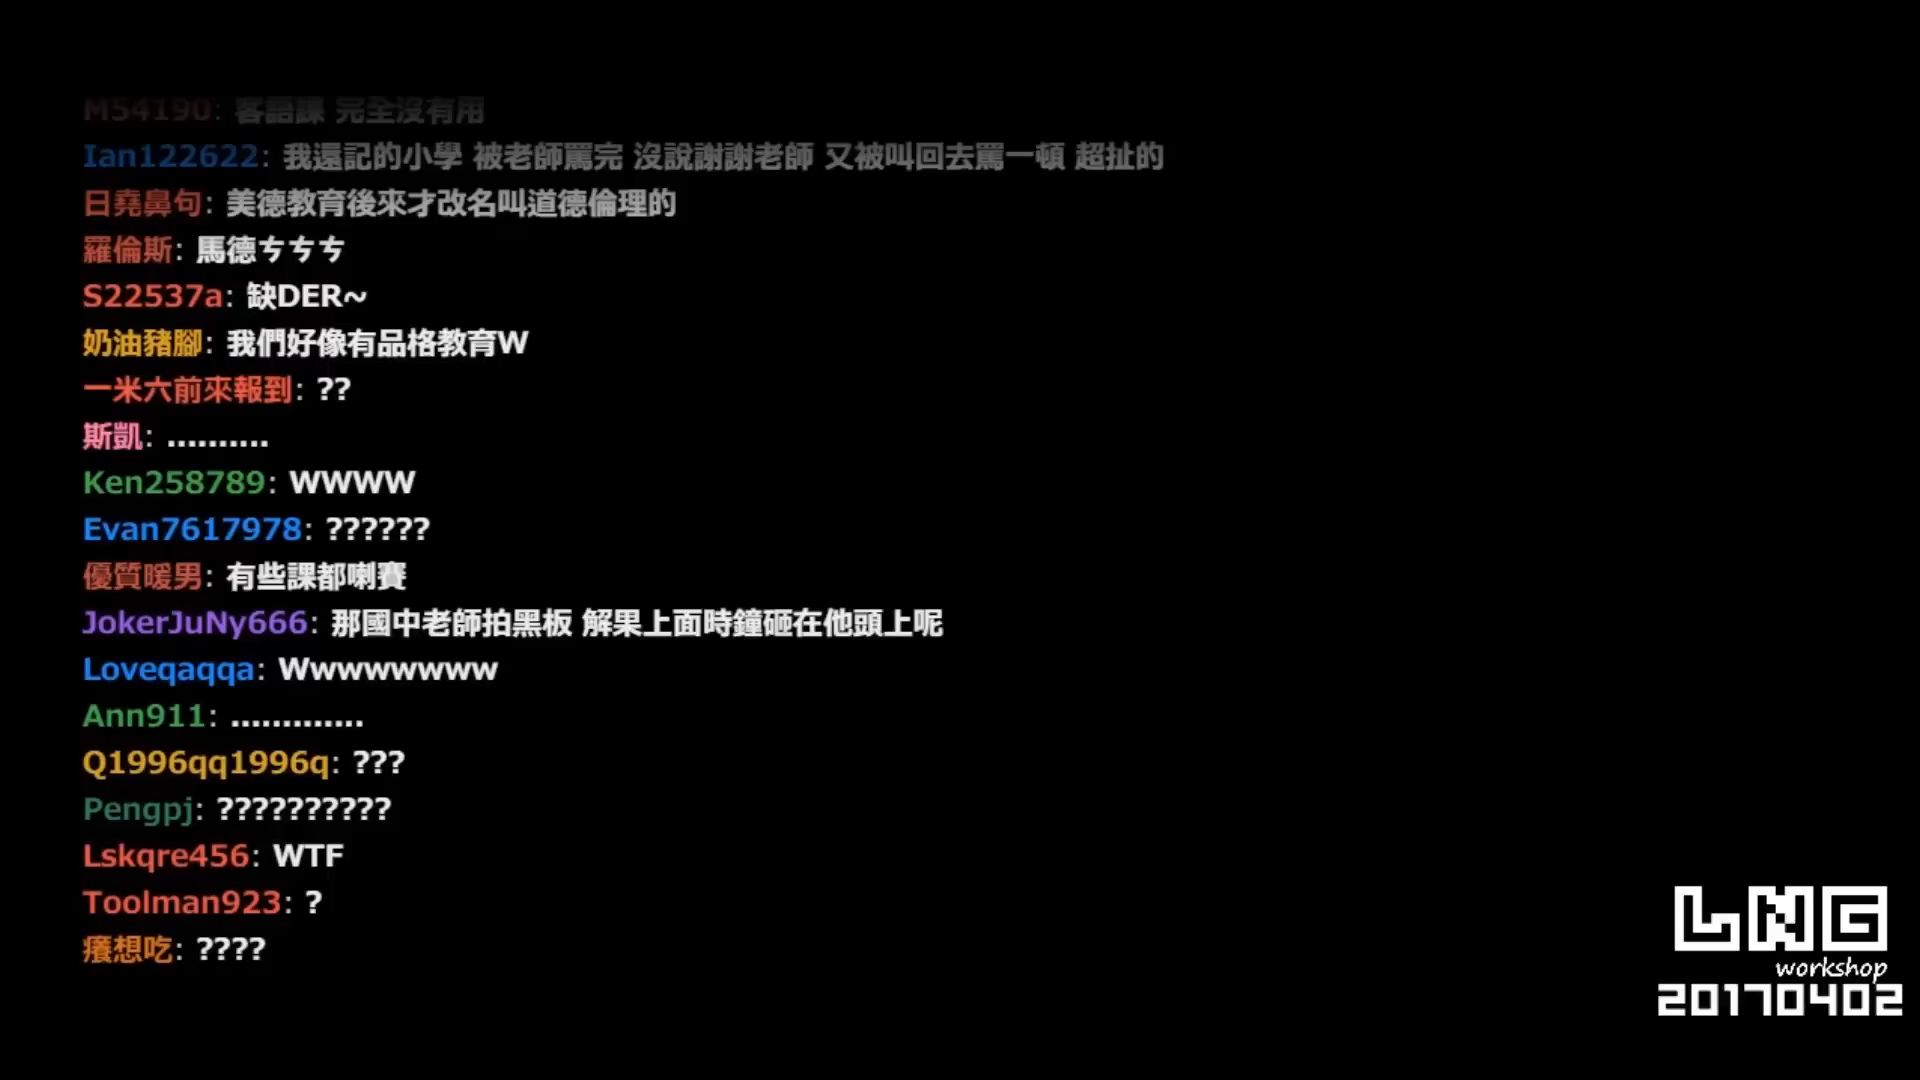 M54190: 客語課 完全沒有用
Ian122622: 我還記的小學 被老師罵完 沒說謝謝老師 又被叫回去罵一頓 超扯的
日堯鼻句: 美德教育後來才改名叫道德倫理的
羅倫斯: 馬德ㄘㄘㄘ
S22537a: 缺DER~
奶油豬腳: 我們好像有品格教育W
一米六前來報到: ??
斯凱: ..........
Ken258789: WWWW
Evan7617978: ??????
優質暖男: 有些課都喇賽
JokerJuNy666: 那國中老師拍黑板 解果上面時鐘砸在他頭上呢
Loveqaqqa: Wwwwwwww
Ann911: .............
Q1996qq1996q: ???
Pengpj: ??????????
Lskqre456: WTF
Toolman923: ?
癢想吃: ????
LNG
workshop
20170402